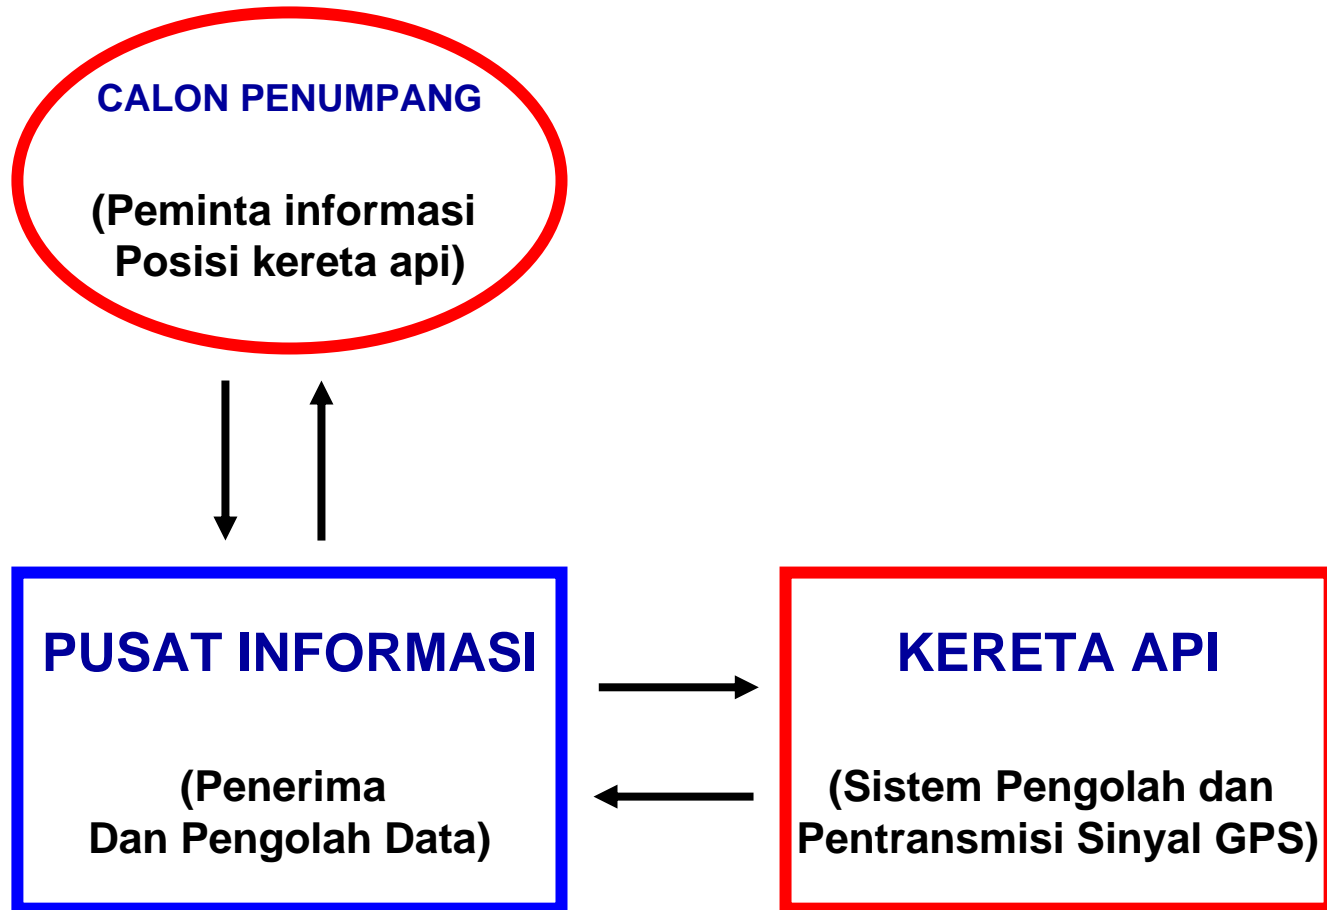 CALON PENUMPANG
(Peminta informasi
Posisi kereta api)
PUSAT INFORMASI
(Penerima
Dan Pengolah Data)
KERETA API
(Sistem Pengolah dan
Pentransmisi Sinyal GPS)